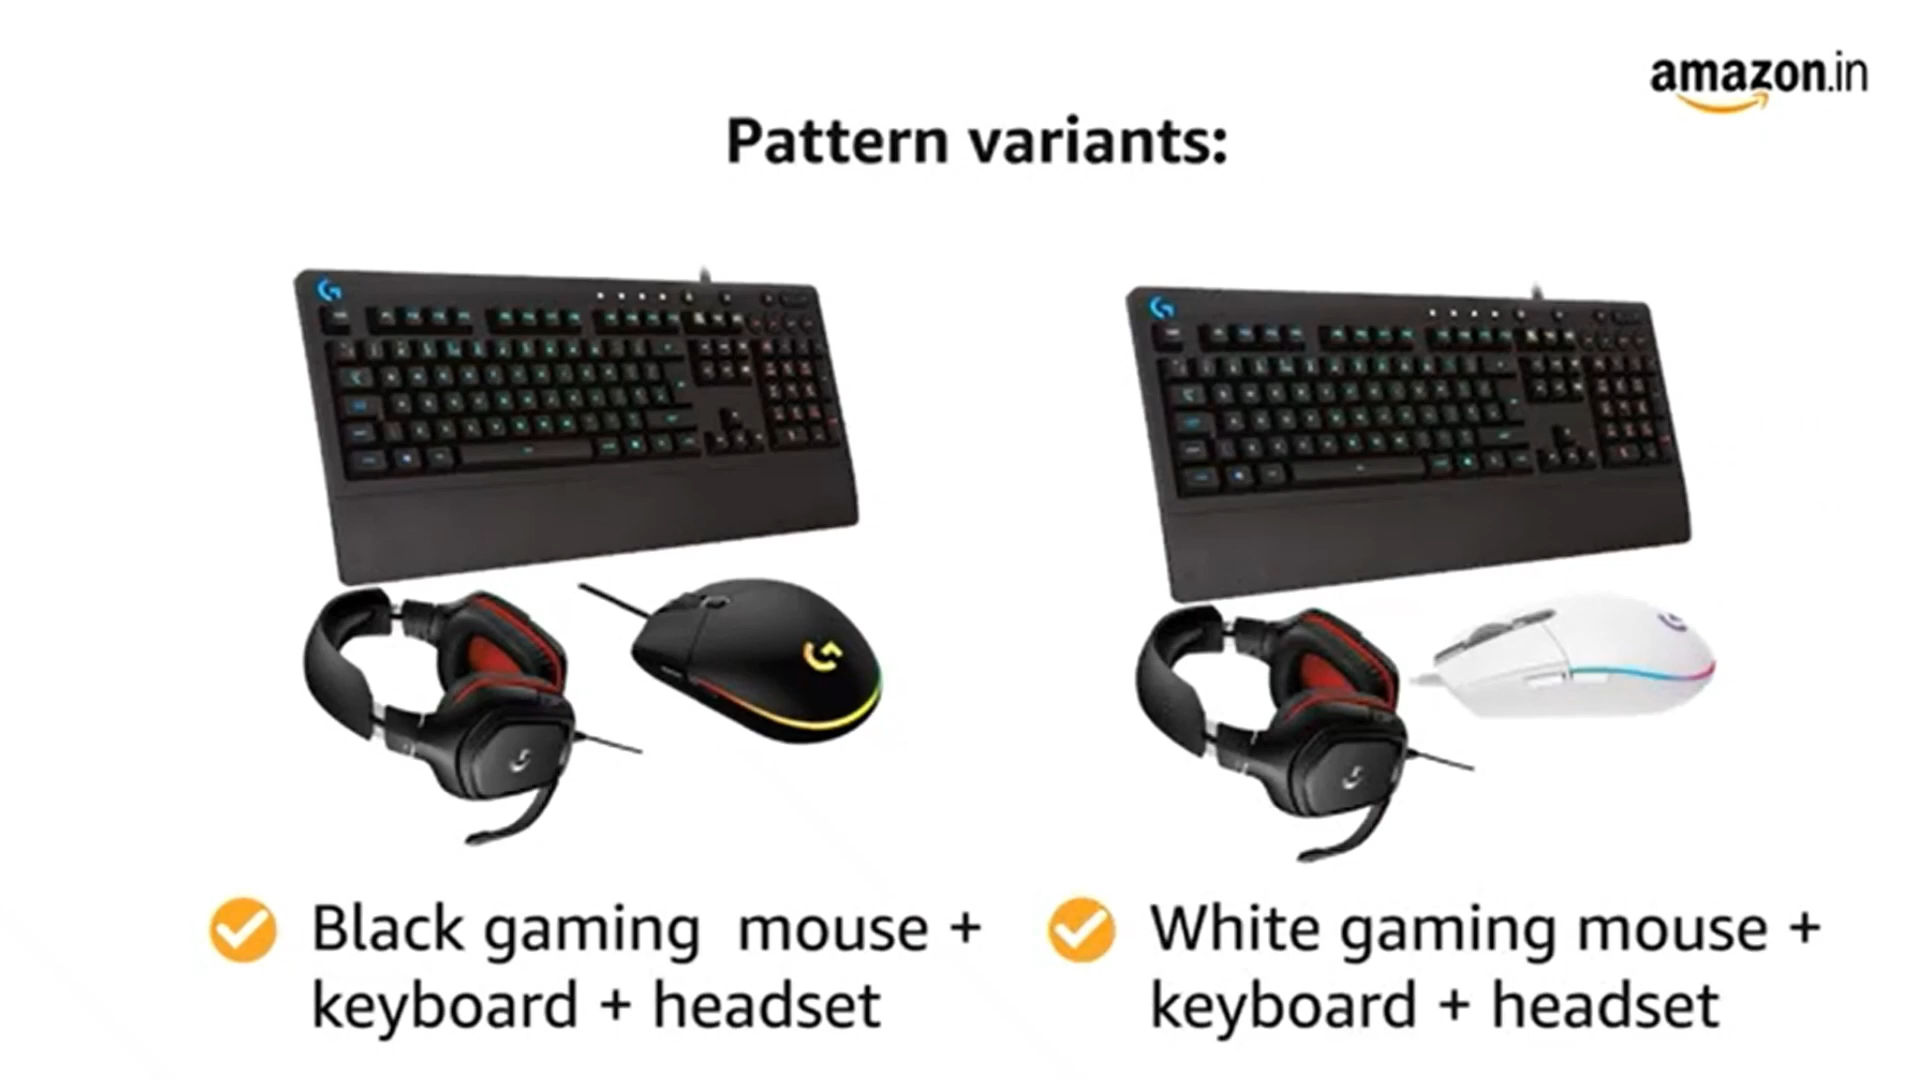 amazon.in
Pattern variants:
Black gaming mouse +
keyboard + headset
White gaming mouse +
keyboard + headset